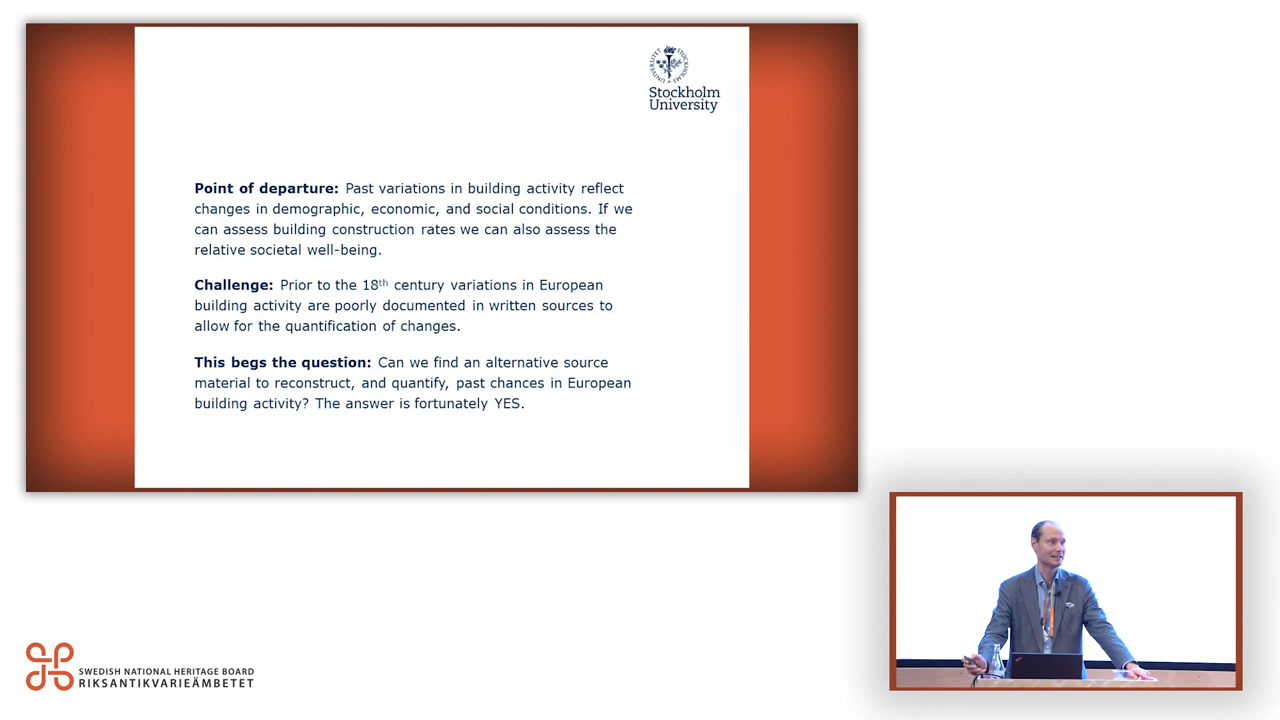 Stockholm
University
Point of departure: Past variations in building activity reflect
changes in demographic, economic, and social conditions. If we
can assess building construction rates we can also assess the
relative societal well-being.
Challenge: Prior to the 18th century variations in European
building activity are poorly documented in written sources to
allow for the quantification of changes.
This begs the question: Can we find an alternative source
material to reconstruct, and quantify, past chances in European
building activity? The answer is fortunately YES.
SWEDISH NATIONAL HERITAGE BOARD
RIKSANTIKVARIEÄMBETET